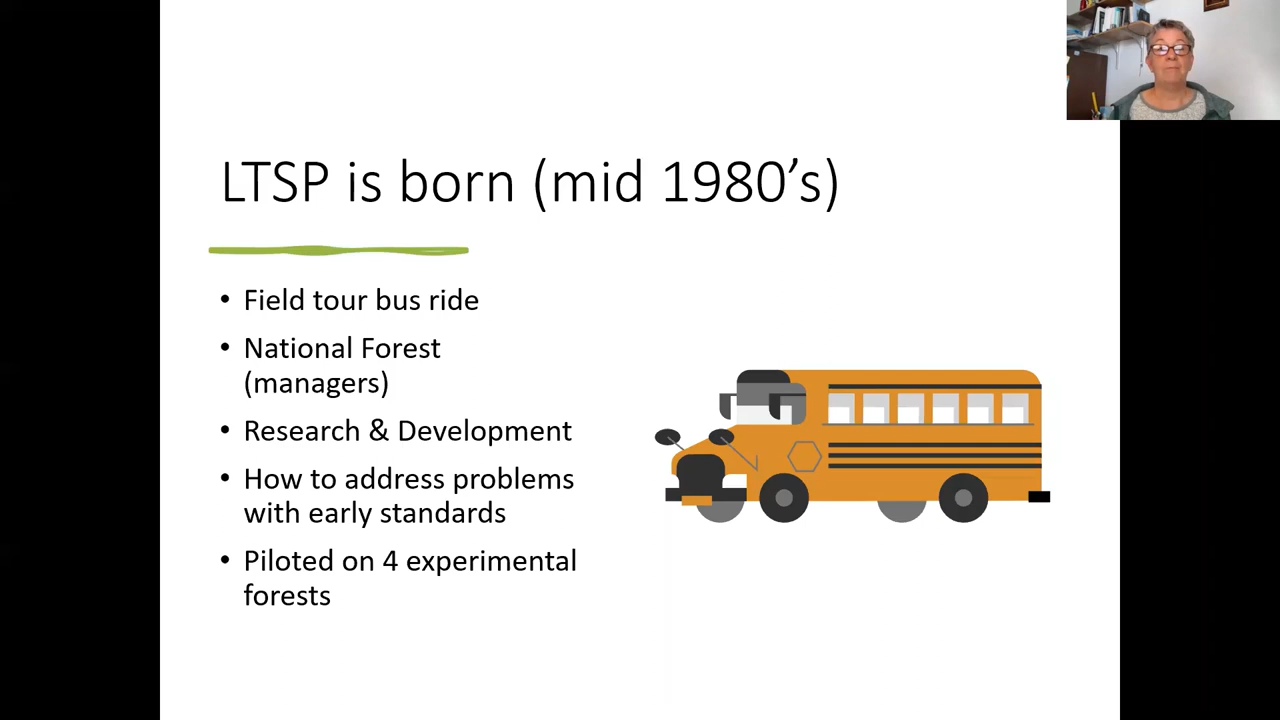 LTSP is born (mid 1980’s)
• Field tour bus ride
• National Forest
(managers)
• Research & Development
• How to address problems
with early standards
• Piloted on 4 experimental
forests